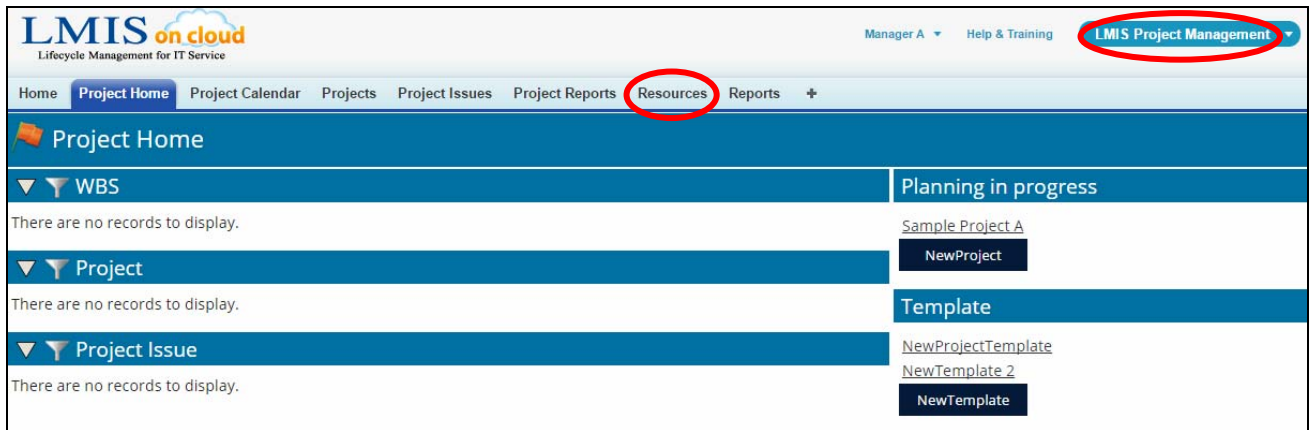 LMIS on cloud
Lifecycle Management for IT Service
Manager A Help & Training LMIS Project Management
Home Project Home Project Calendar Projects Project Issues Project Reports Resources Reports +
Project Home
WBS
There are no records to display.
Project
There are no records to display.
Project Issue
There are no records to display.
Planning in progress
Sample Project A
NewProject
Template
NewProjectTemplate
NewTemplate 2
NewTemplate